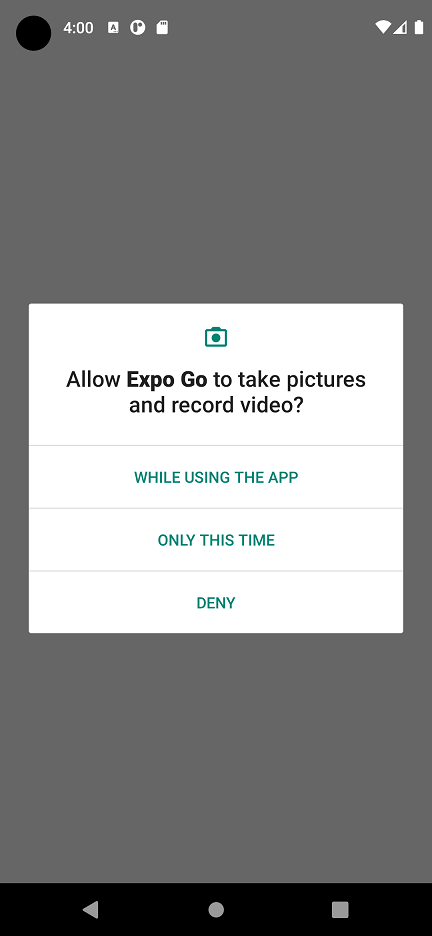 4:00
Allow Expo Go to take pictures
and record video?
WHILE USING THE APP
ONLY THIS TIME
DENY